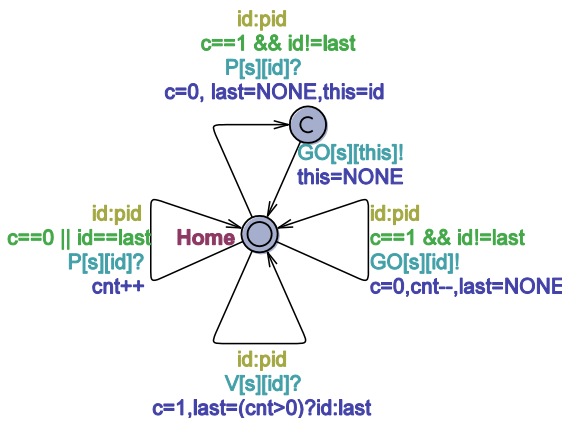 id:pid
c==1 && id!=last
P[s][id]?
c=0, last=NONE,this=id
C
GO[s][this]!
this=NONE
id:pid
c==0 || id==last
P[s][id]?
cnt++
Home
id:pid
c==1 && id!=last
GO[s][id]!
c=0,cnt--,last=NONE
id:pid
V[s][id]?
c=1,last=(cnt>0)?id:last